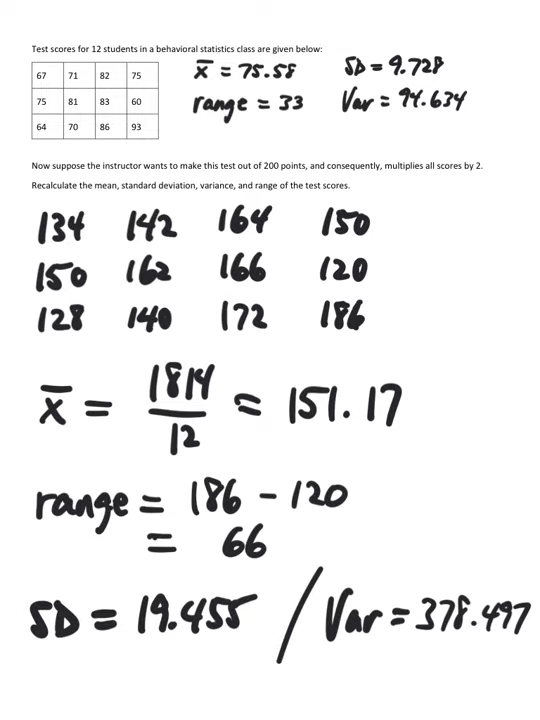 Test scores for 12 students in a behavioral statistics class are given below:
67 71 82 75
75 81 83 60
64 70 86 93
x̅ = 75.58
SD = 9.728
range = 33
Var = 94.634
Now suppose the instructor wants to make this test out of 200 points, and consequently, multiplies all scores by 2.
Recalculate the mean, standard deviation, variance, and range of the test scores.
134 142 164 150
150 162 166 120
128 140 172 186
x̅ = 1814/12 = 151.17
range = 186 - 120
= 66
SD = 19.455 / Var = 378.497